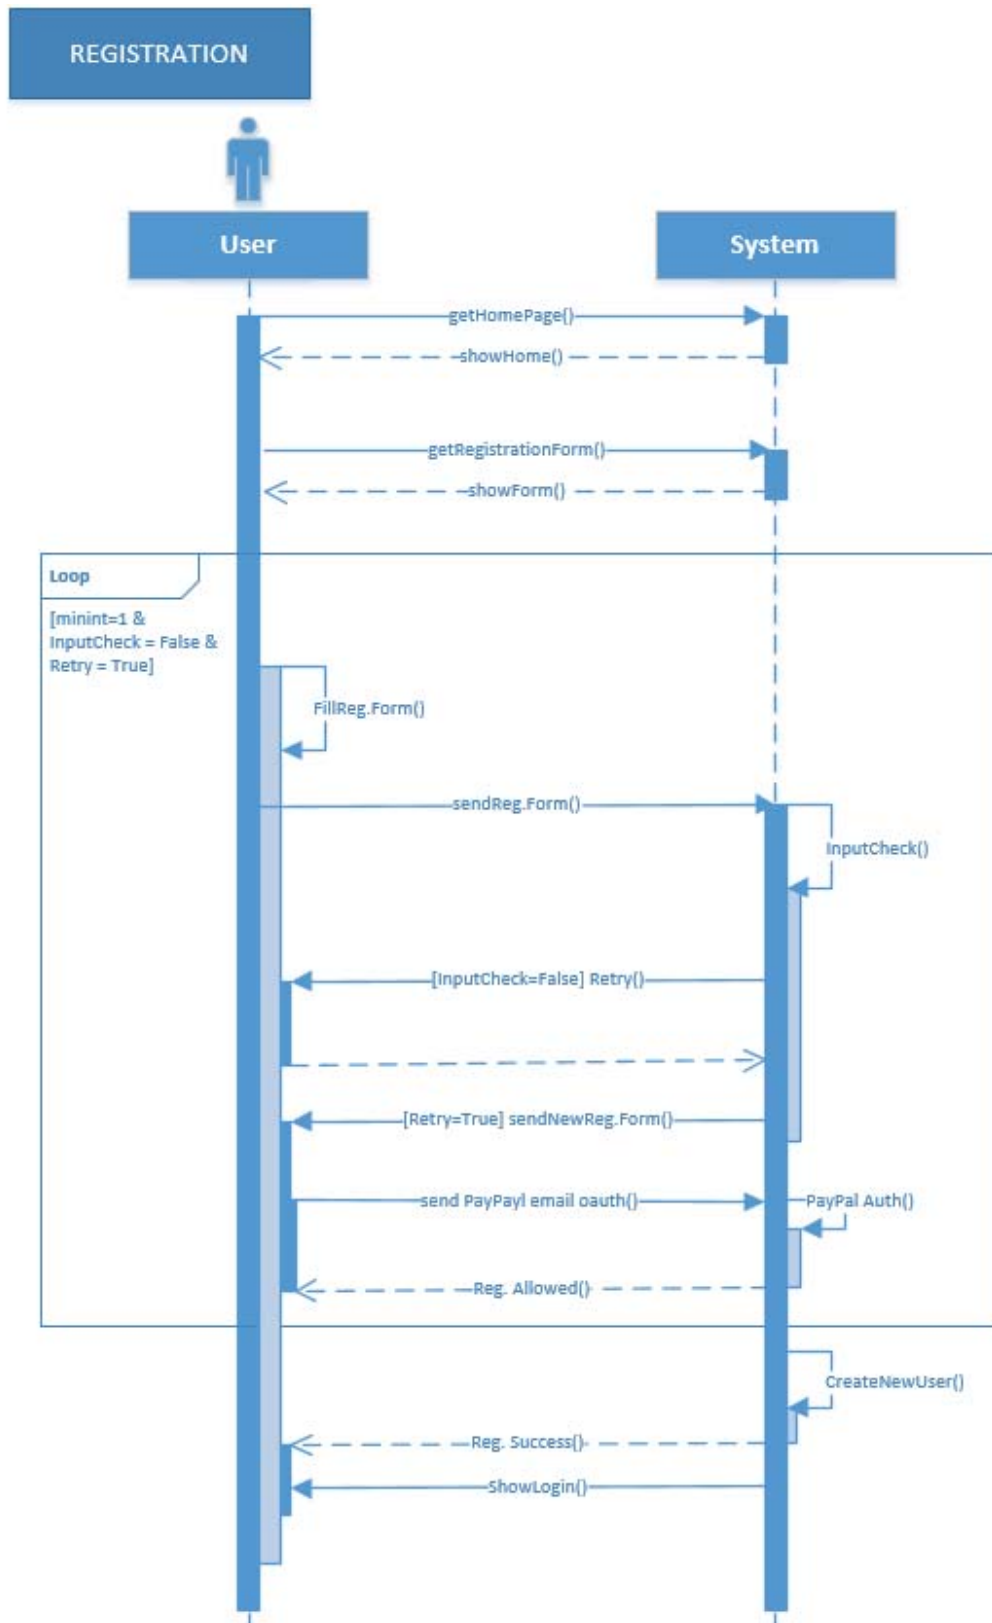 REGISTRATION
User
System
getHomePage()
showHome()
getRegistrationForm()
showForm()
Loop
[minint=1 &
InputCheck = False &
Retry = True]
FillReg.Form()
sendReg.Form()
InputCheck()
[InputCheck=False] Retry()
[Retry=True] sendNewReg.Form()
send PayPayl email oauth()
PayPal Auth()
Reg. Allowed()
CreateNewUser()
Reg. Success()
ShowLogin()